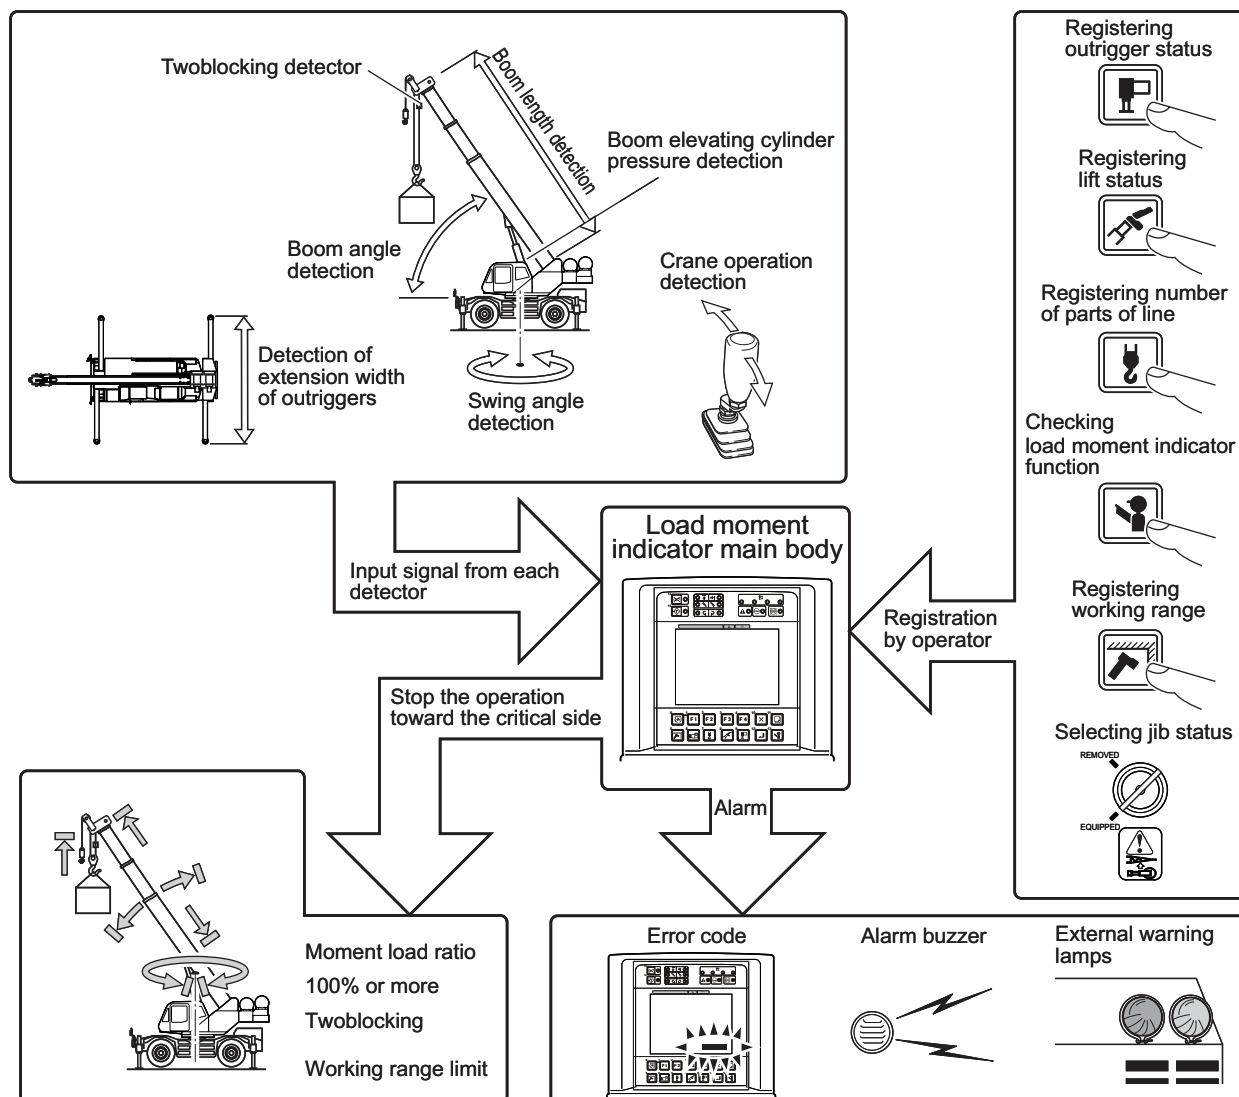 Twoblocking detector
Boom length detection
Boom elevating cylinder
pressure detection
Boom angle
detection
Crane operation
detection
Detection of
extension width
of outriggers
Swing angle
detection
Registering
outrigger status
Registering
lift status
Registering number
of parts of line
Checking
load moment indicator
function
Registering
working range
Selecting jib status
REMOVED
EQUIPPED
Input signal from each
detector
Load moment
indicator main body
F1 F2 F3 F4
Registration
by operator
Stop the operation
toward the critical side
Alarm
Moment load ratio
100% or more
Twoblocking
Working range limit
Error code
Alarm buzzer
External warning
lamps